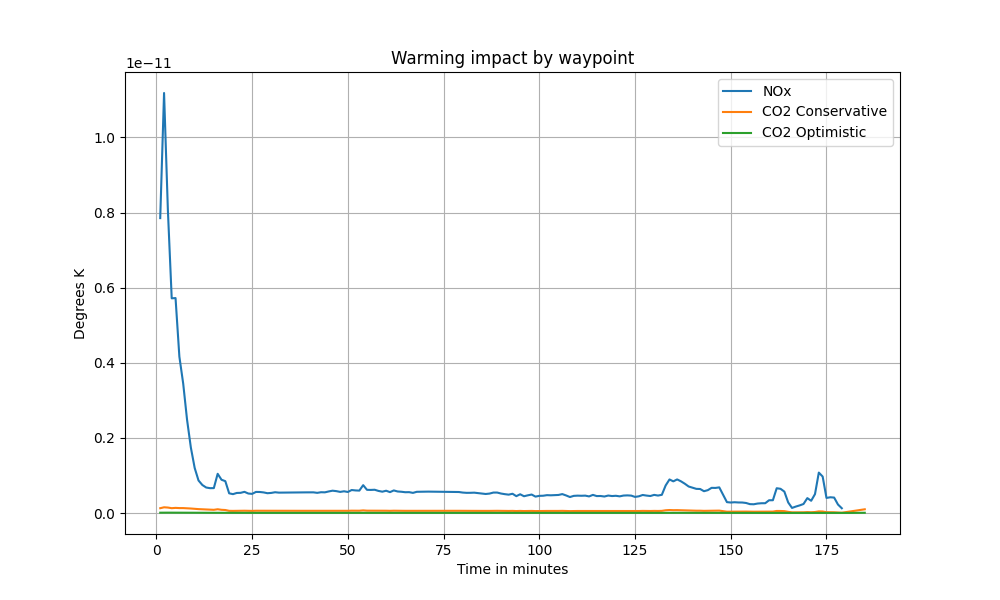 Warming impact by waypoint
1e−11
NOx
CO2 Conservative
CO2 Optimistic
1.0
0.8
0.6
0.4
0.2
0.0
Degrees K
0 25 50 75 100 125 150 175
Time in minutes